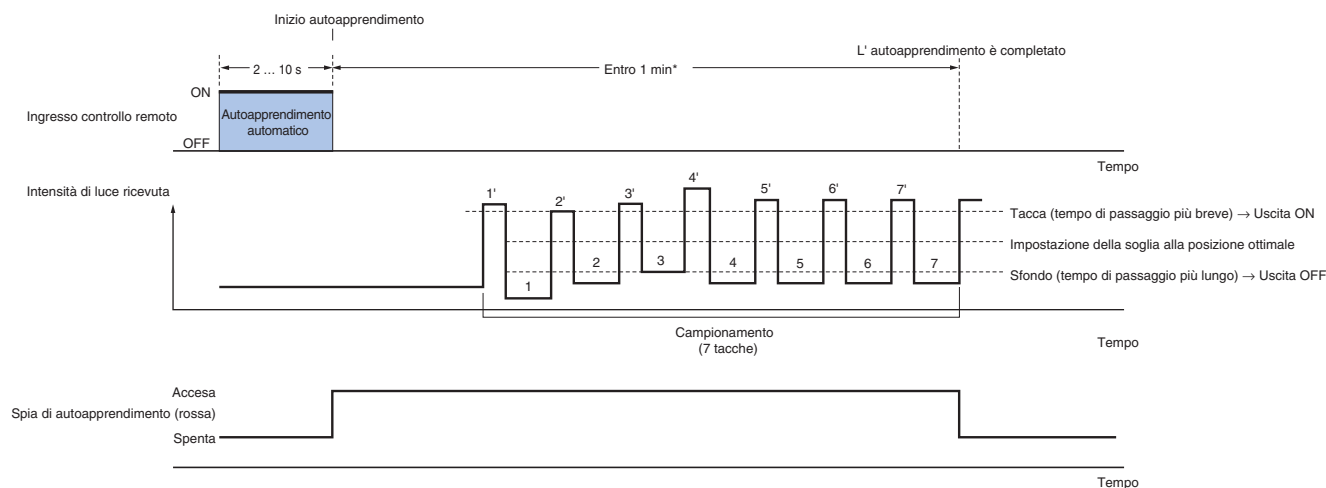 Inizio autoapprendimento
L' autoapprendimento è completato
2 ... 10 s
Entro 1 min*
ON
Ingresso controllo remoto
Autoapprendimento
automatico
OFF
Tempo
Intensità di luce ricevuta
1' 2' 3' 4' 5' 6' 7'
Tacca (tempo di passaggio più breve) → Uscita ON
Impostazione della soglia alla posizione ottimale
1 2 3 4 5 6 7
Sfondo (tempo di passaggio più lungo) → Uscita OFF
Campionamento
(7 tacche)
Tempo
Accesa
Spia di autoapprendimento (rossa)
Spenta
Tempo